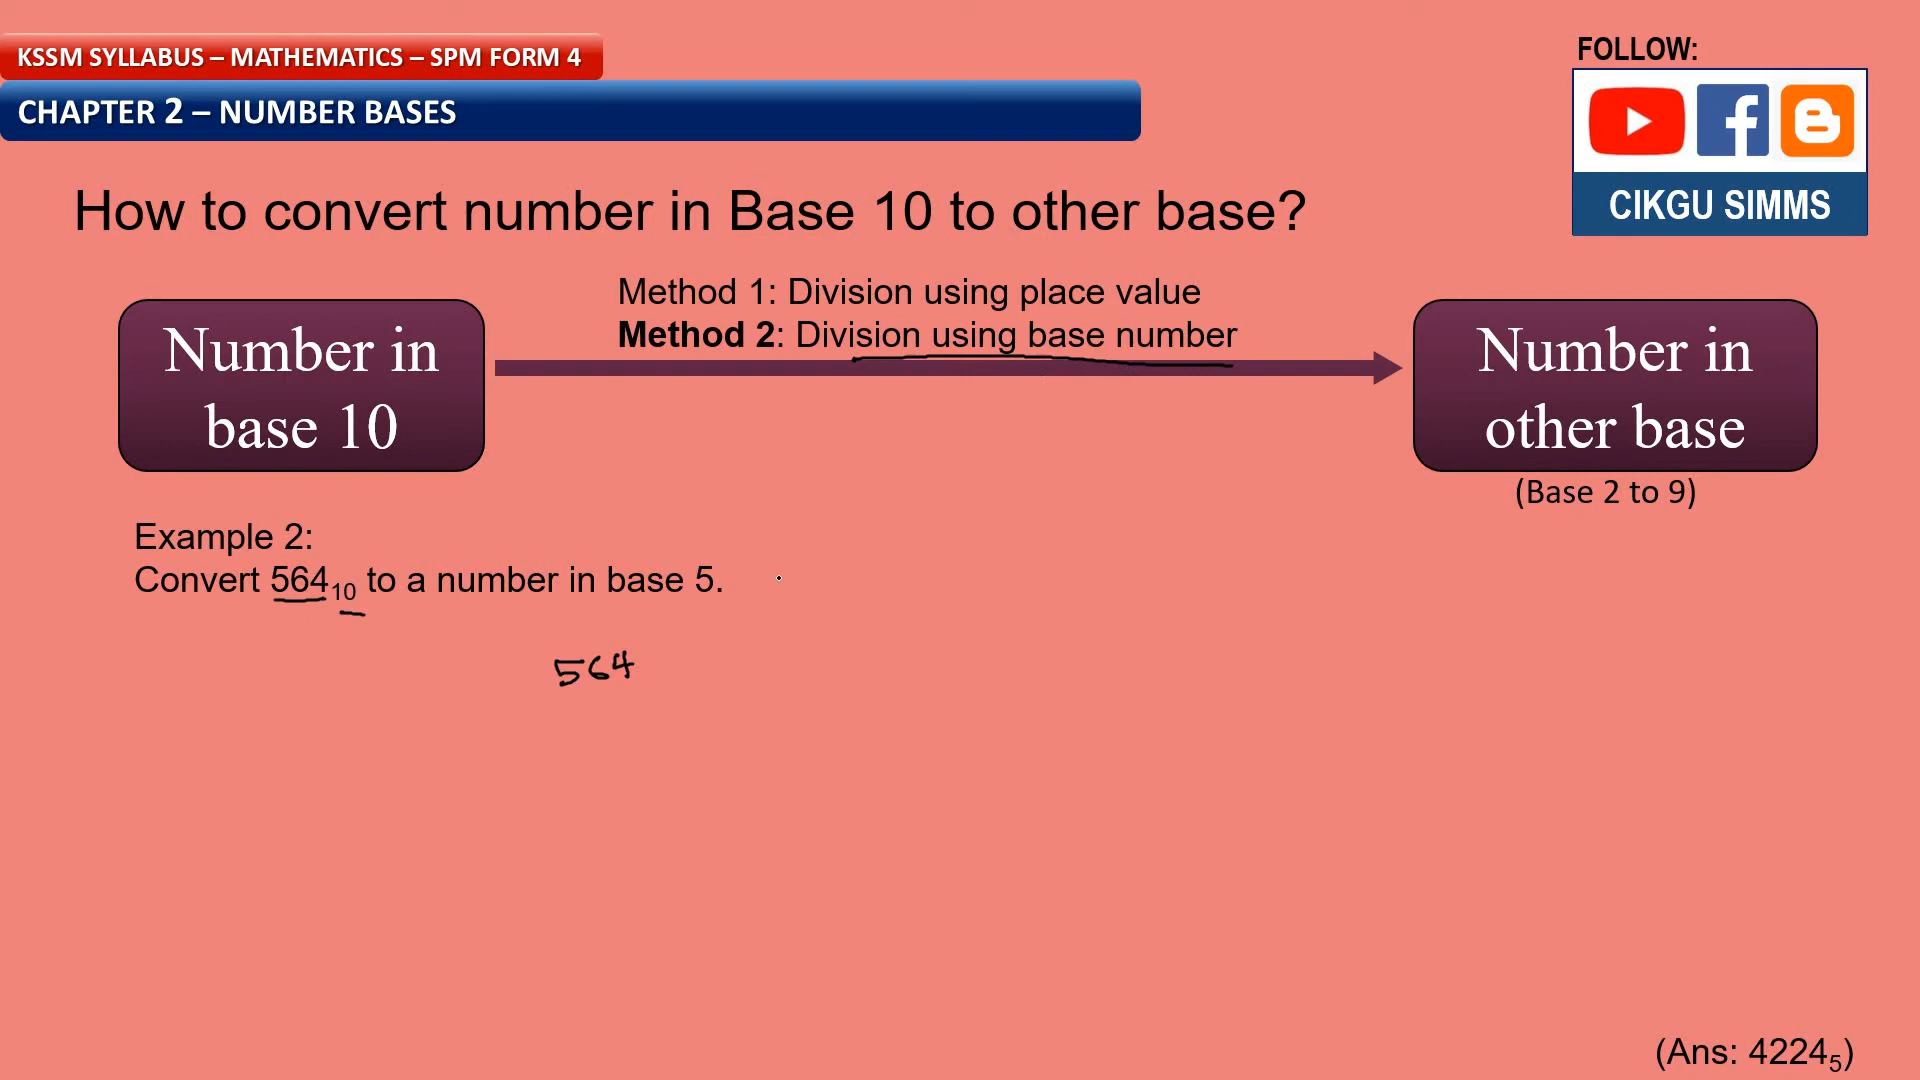 KSSM SYLLABUS – MATHEMATICS – SPM FORM 4
CHAPTER 2 – NUMBER BASES
FOLLOW:
CIKGU SIMMS
How to convert number in Base 10 to other base?
Number in
base 10
Method 1: Division using place value
Method 2: Division using base number
Number in
other base
(Base 2 to 9)
Example 2:
Convert 564₁₀ to a number in base 5.
564
(Ans: 4224₅)